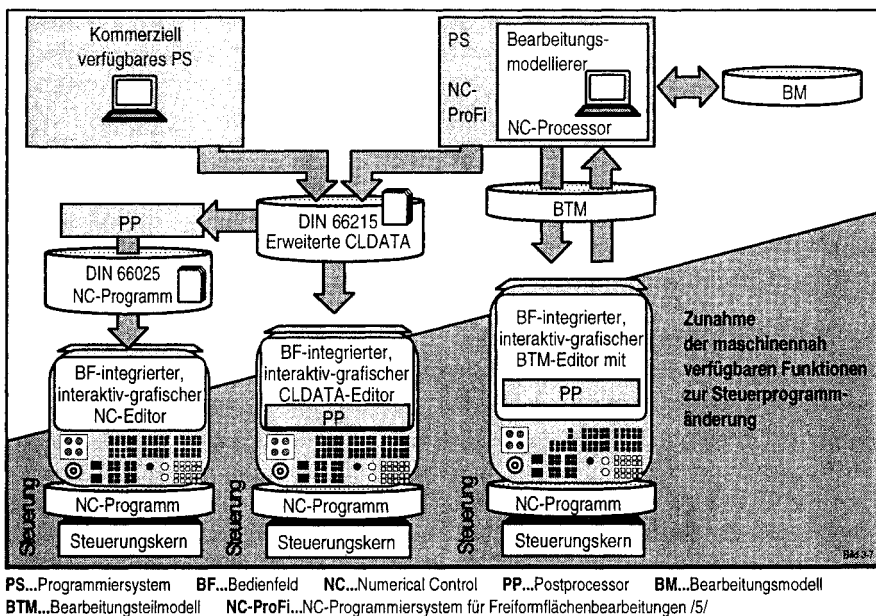 Kommerziell
verfügbares PS
PS
NC-
ProFi
Bearbeitungs-
modellierer
NC-Processor
BM
PP
DIN 66215
Erweiterte CLDATA
BTM
DIN 66025
NC-Programm
BF-integrierter,
interaktiv-grafischer
NC-Editor
BF-integrierter,
interaktiv-grafischer
CLDATA-Editor
PP
BF-integrierter,
interaktiv-grafischer
BTM-Editor mit
PP
Zunahme
der maschinennah
verfügbaren Funktionen
zur Steuerprogramm-
änderung
Steuerung
NC-Programm
Steuerungskern
Steuerung
NC-Programm
Steuerungskern
Steuerung
NC-Programm
Steuerungskern
Bild 3-7
PS...Programmiersystem BF...Bedienfeld NC...Numerical Control PP...Postprocessor BM...Bearbeitungsmodell
BTM...Bearbeitungsteilmodell NC-ProFi...NC-Programmiersystem für Freiformflächenbearbeitungen /5/